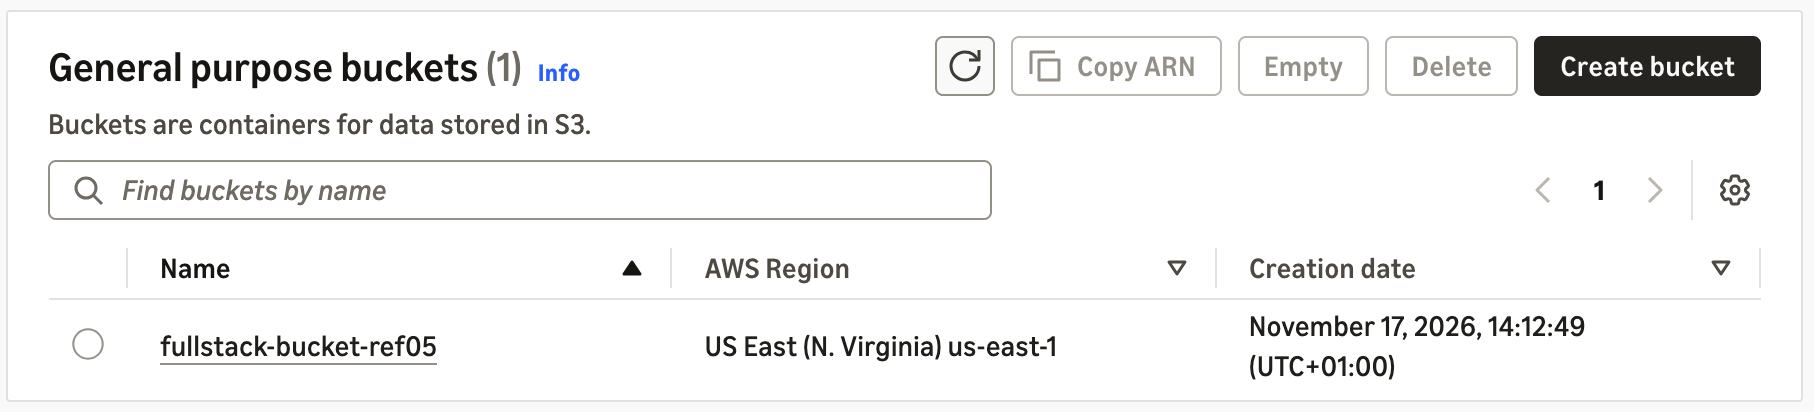 General purpose buckets (1) Info
Copy ARN
Empty
Delete
Create bucket
Buckets are containers for data stored in S3.
Find buckets by name
1
Name
AWS Region
Creation date
fullstack-bucket-ref05
US East (N. Virginia) us-east-1
November 17, 2026, 14:12:49
(UTC+01:00)